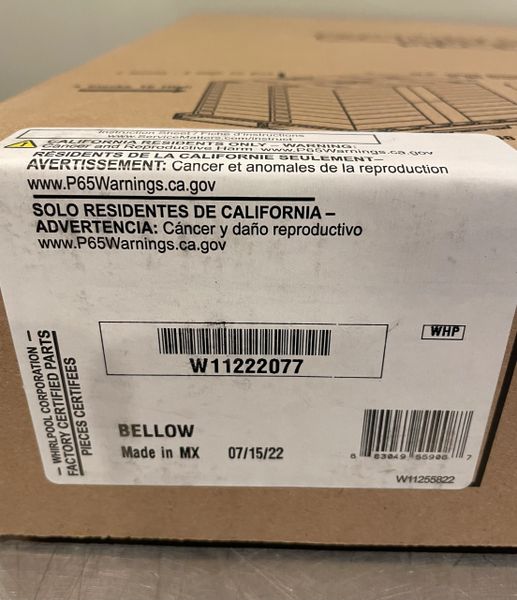 Instruction Sheet / Fiche d'instructions
www.ServiceMatters.com/instruct
CALIFORNIA RESIDENTS ONLY – WARNING:
Cancer and Reproductive Harm www.P65Warnings.ca.gov
RÉSIDENTS DE LA CALIFORNIE SEULEMENT–
AVERTISSEMENT: Cancer et anomales de la reproduction
www.P65Warnings.ca.gov
SOLO RESIDENTES DE CALIFORNIA –
ADVERTENCIA: Cáncer y daño reproductivo
www.P65Warnings.ca.gov
WHP
W11222077
– WHIRLPOOL CORPORATION –
FACTORY CERTIFIED PARTS
– PIECES CERTIFEES
BELLOW
Made in MX 07/15/22
8 83049 55908 7
W11255822